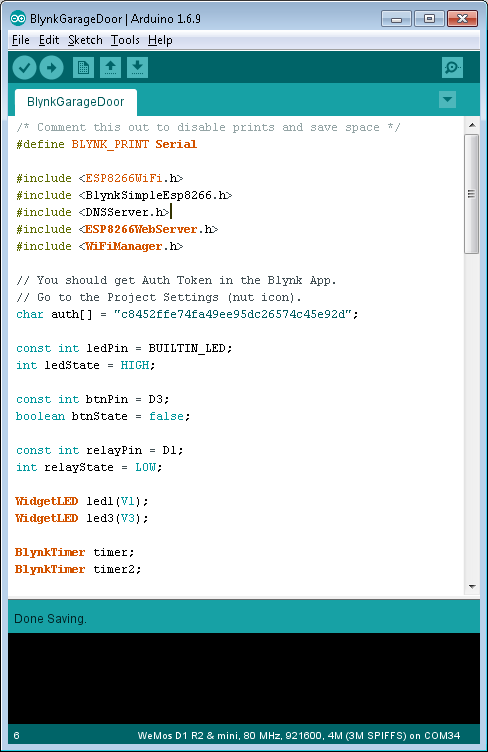 BlynkGarageDoor | Arduino 1.6.9
File Edit Sketch Tools Help
BlynkGarageDoor
/* Comment this out to disable prints and save space */
#define BLYNK_PRINT Serial
#include <ESP8266WiFi.h>
#include <BlynkSimpleEsp8266.h>
#include <DNSServer.h>
#include <ESP8266WebServer.h>
#include <WiFiManager.h>
// You should get Auth Token in the Blynk App.
// Go to the Project Settings (nut icon).
char auth[] = "c8452ffe74fa49ee95dc26574c45e92d";
const int ledPin = BUILTIN_LED;
int ledState = HIGH;
const int btnPin = D3;
boolean btnState = false;
const int relayPin = D1;
int relayState = LOW;
WidgetLED led1(V1);
WidgetLED led3(V3);
BlynkTimer timer;
BlynkTimer timer2;
Done Saving.
6 WeMos D1 R2 & mini, 80 MHz, 921600, 4M (3M SPIFFS) on COM34